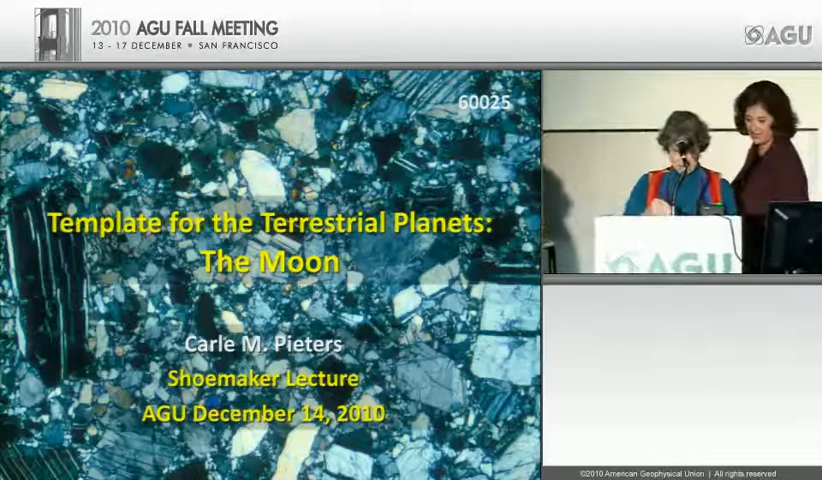 2010 AGU FALL MEETING
13 - 17 DECEMBER • SAN FRANCISCO
AGU
60025
Template for the Terrestrial Planets:
The Moon
Carle M. Pieters
Shoemaker Lecture
AGU December 14, 2010
AGU
©2010 American Geophysical Union | All rights reserved